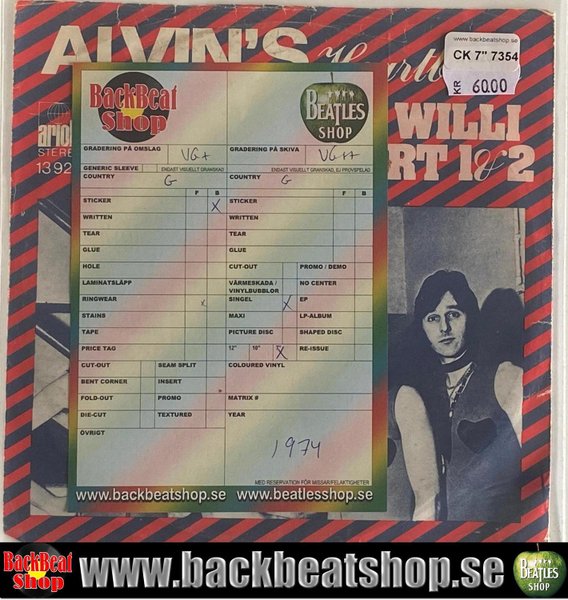 ALVIN'S
www.backbeatshop.se
CK 7" 7354
KR 60.00
WILLI
RT 1&2
ariol
STERE
1392
BackBeat Shop
BEATLES SHOP
GRADERING PÅ OMSLAG VG+ GRADERING PÅ SKIVA VG++
GENERIC SLEEVE ENDAST VISUELLT GRANSKAD ENDAST VISUELLT GRANSKAD, EJ PROVSPELAD
COUNTRY G COUNTRY G
F B F B
STICKER X STICKER
WRITTEN WRITTEN
TEAR TEAR
GLUE GLUE
HOLE CUT-OUT PROMO / DEMO
LAMINATSLÄPP VÄRMESKADA / VINYLBUBBLOR NO CENTER
RINGWEAR x SINGEL X EP
STAINS MAXI LP-ALBUM
TAPE PICTURE DISC SHAPED DISC
PRICE TAG 12" 10" X RE-ISSUE
CUT-OUT SEAM SPLIT COLOURED VINYL
BENT CORNER INSERT
FOLD-OUT PROMO MATRIX #
DIE-CUT TEXTURED YEAR
ÖVRIGT
1974
MED RESERVATION FÖR MISSAR/FELAKTIGHETER
www.backbeatshop.se www.beatlesshop.se
BackBeat Shop www.backbeatshop.se BEATLES SHOP